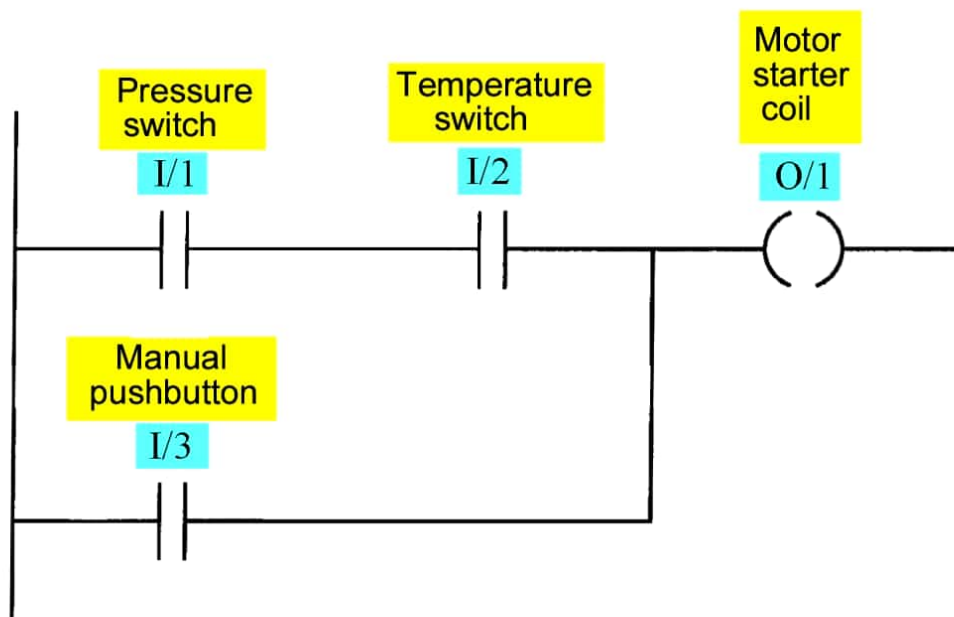 Motor
starter
coil
Pressure
switch
Temperature
switch
I/1
I/2
O/1
Manual
pushbutton
I/3